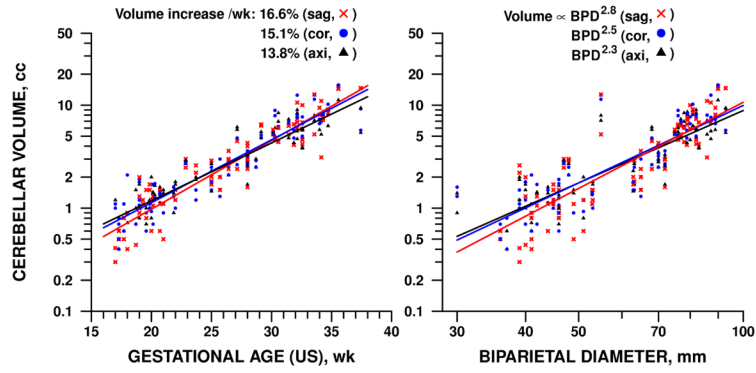 Volume increase /wk: 16.6% (sag, ×)
15.1% (cor, ●)
13.8% (axi, ▲)
Volume ∝ BPD^2.8 (sag, ×)
BPD^2.5 (cor, ●)
BPD^2.3 (axi, ▲)
CEREBELLAR VOLUME, cc
50
20
10
5
2
1
0.5
0.2
0.1
15 20 25 30 35 40
GESTATIONAL AGE (US), wk
50
20
10
5
2
1
0.5
0.2
0.1
30 40 50 70 100
BIPARIETAL DIAMETER, mm